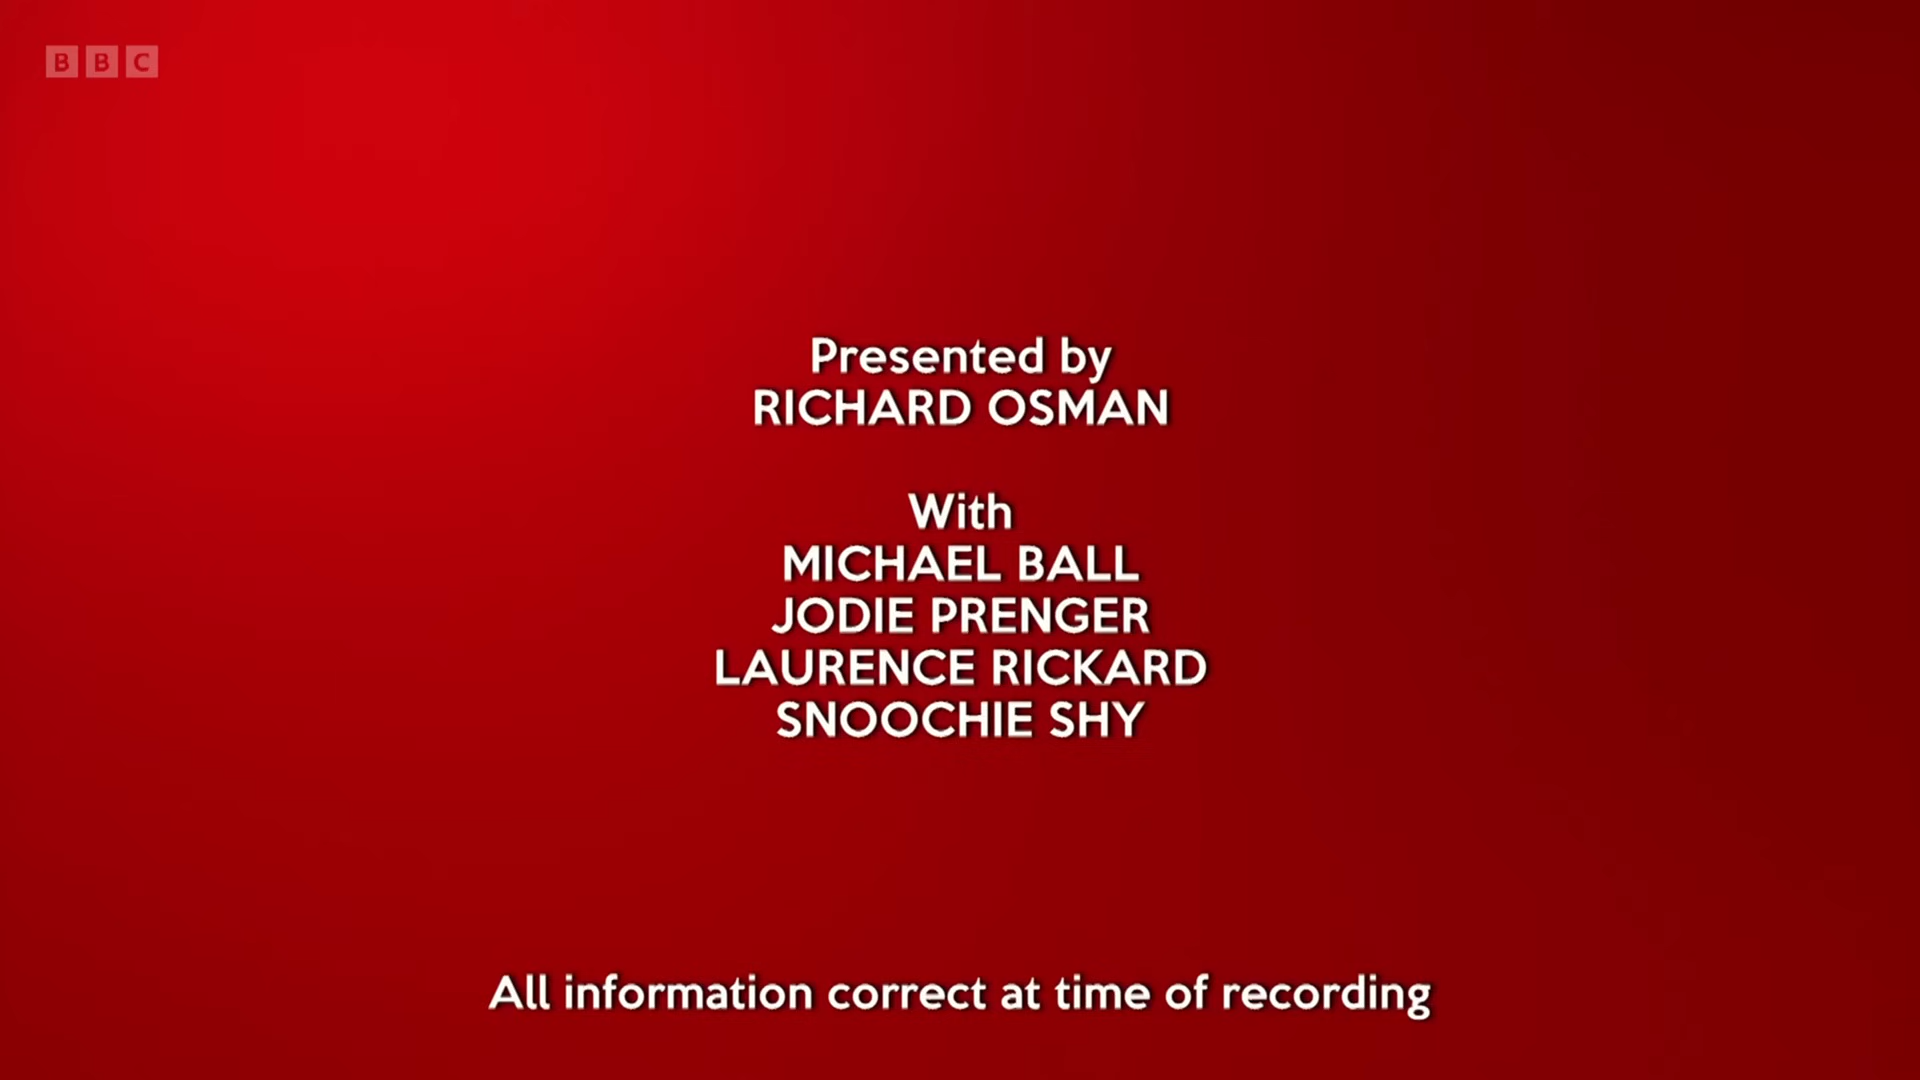 BBC
Presented by
RICHARD OSMAN
With
MICHAEL BALL
JODIE PRENGER
LAURENCE RICKARD
SNOOCHIE SHY
All information correct at time of recording